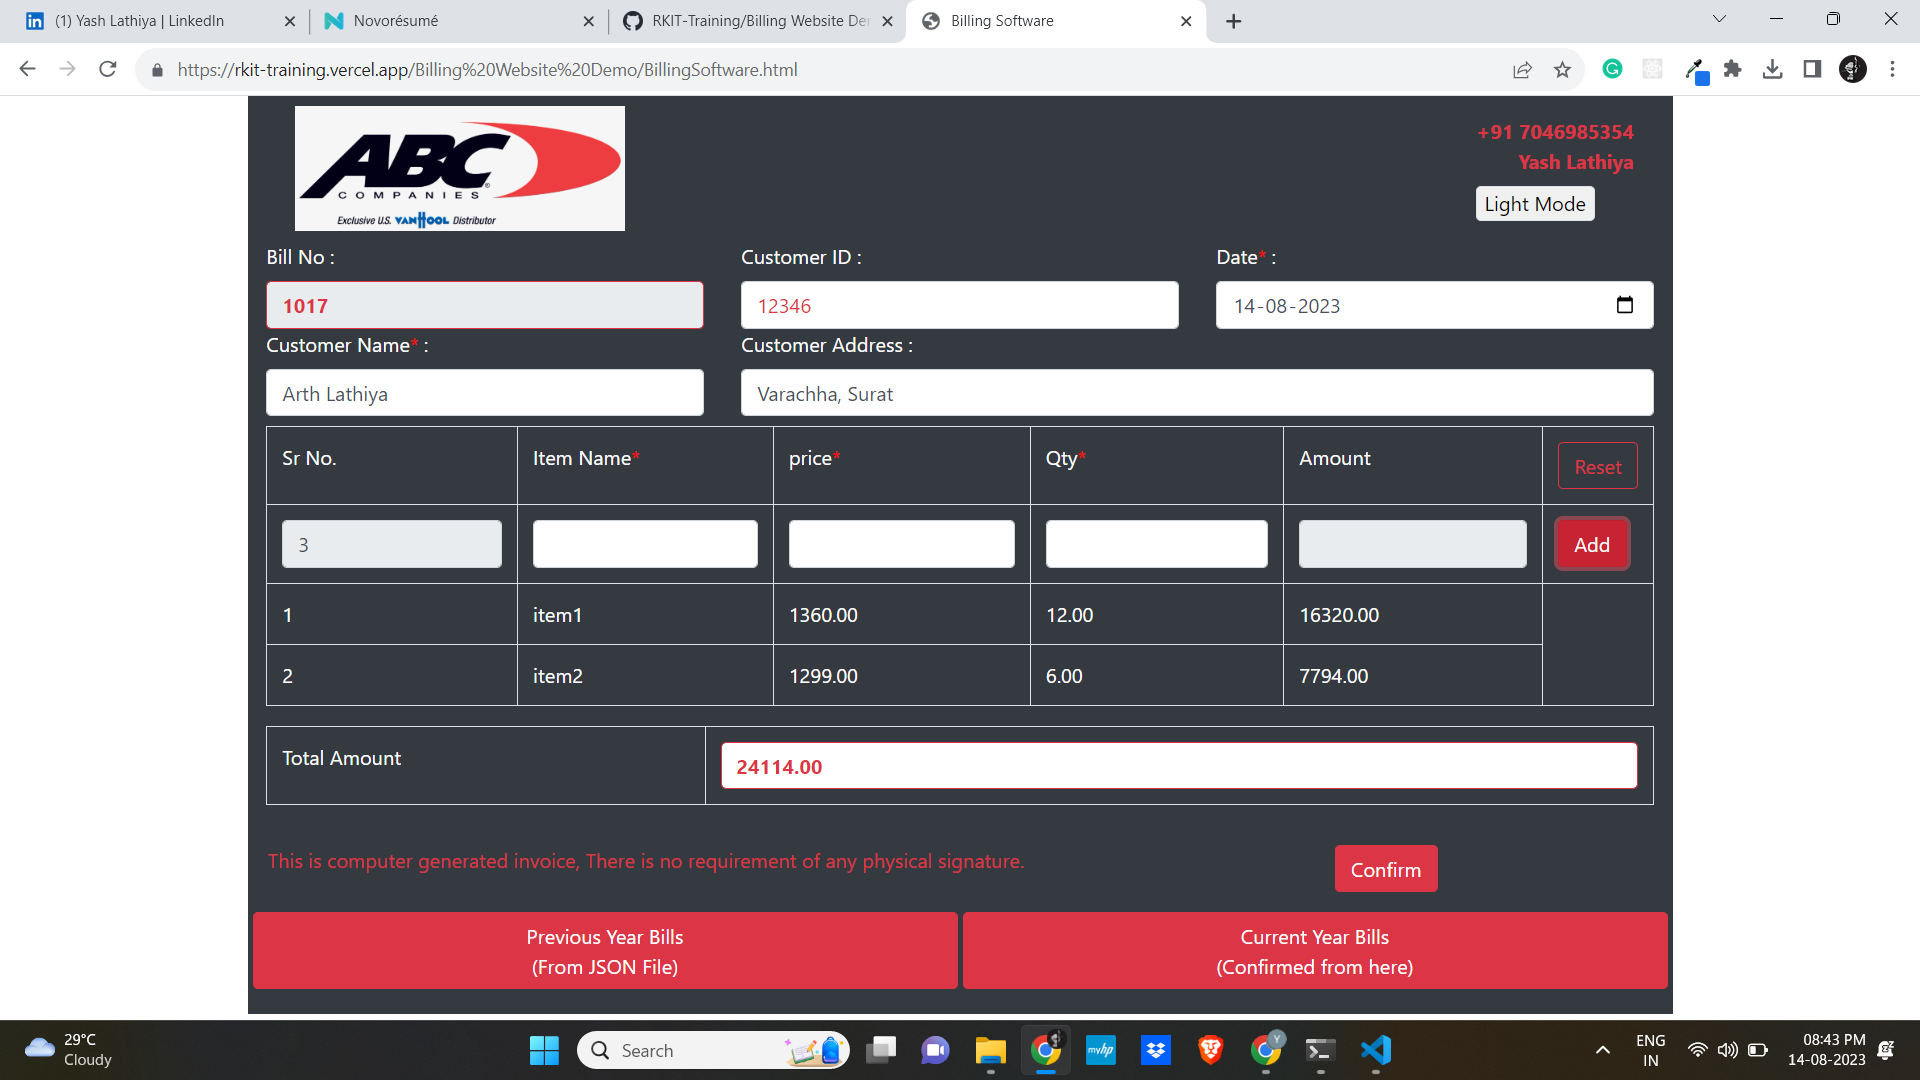 (1) Yash Lathiya | LinkedIn
Novorésumé
RKIT-Training/Billing Website De
Billing Software
https://rkit-training.vercel.app/Billing%20Website%20Demo/BillingSoftware.html
ABC
COMPANIES
Exclusive U.S. VANHOOL Distributor
+91 7046985354
Yash Lathiya
Light Mode
Bill No :
Customer ID :
Date* :
1017
12346
14-08-2023
Customer Name* :
Customer Address :
Arth Lathiya
Varachha, Surat
Sr No.
Item Name*
price*
Qty*
Amount
Reset
3
Add
1
item1
1360.00
12.00
16320.00
2
item2
1299.00
6.00
7794.00
Total Amount
24114.00
This is computer generated invoice, There is no requirement of any physical signature.
Confirm
Previous Year Bills
(From JSON File)
Current Year Bills
(Confirmed from here)
29°C
Cloudy
Search
myhp
Y
ENG
IN
08:43 PM
14-08-2023